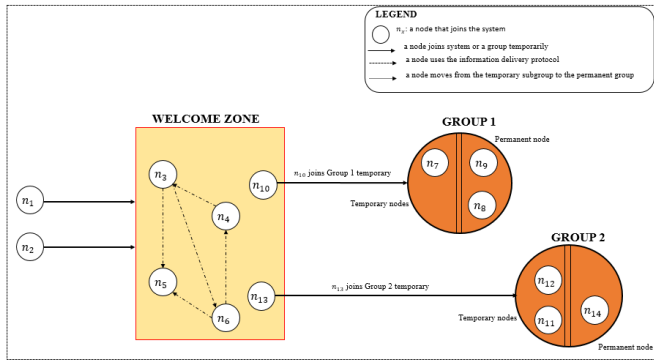 LEGEND
n_s: a node that joins the system
a node joins system or a group temporarily
a node uses the information delivery protocol
a node moves from the temporary subgroup to the permanent group
WELCOME ZONE
GROUP 1
Permanent node
n_3
n_10
n_10 joins Group 1 temporary
n_7
n_9
n_1
n_4
Temporary nodes
n_8
n_2
GROUP 2
n_5
n_13
n_13 joins Group 2 temporary
n_12
n_6
n_11
n_14
Temporary nodes
Permanent node